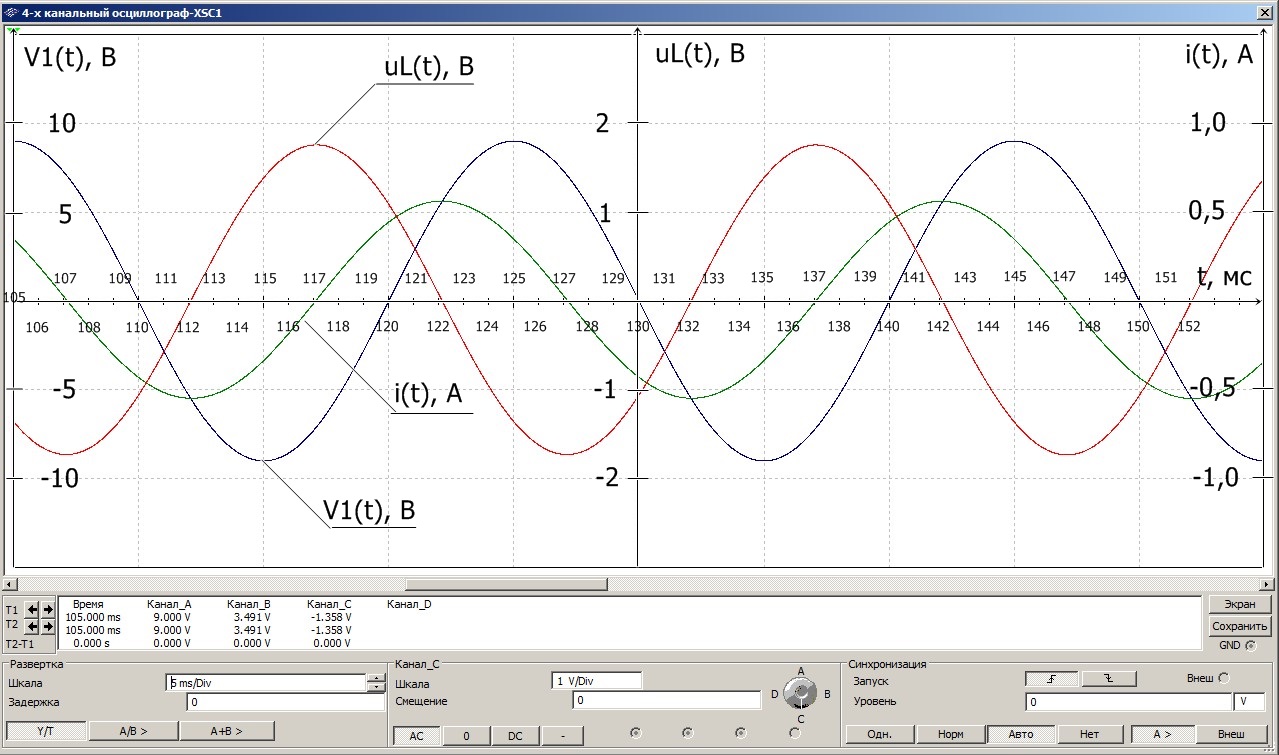 4-х канальный осциллограф-XSC1
V1(t), В
uL(t), В
uL(t), В
i(t), А
10
2
1,0
5
1
0,5
107 109 111 113 115 117 119 121 123 125 127 129 131 133 135 137 139 141 143 145 147 149 151
t, мс
105
106 108 110 112 114 116 118 120 122 124 126 128 130 132 134 136 138 140 142 144 146 148 150 152
-5
i(t), А
-1
-0,5
-10
-2
-1,0
V1(t), В
T1
T2
T2-T1
Время Канал_A Канал_B Канал_C Канал_D
105.000 ms 9.000 V 3.491 V -1.358 V
105.000 ms 9.000 V 3.491 V -1.358 V
0.000 s 0.000 V 0.000 V 0.000 V
Экран
Сохранить
GND
Развертка
Шкала 5 ms/Div
Задержка 0
Y/T A/B > A+B >
Канал_C
Шкала 1 V/Div
Смещение 0
A
D B
C
AC 0 DC -
Синхронизация
Запуск Внеш
Уровень 0 V
Одн. Норм Авто Нет A > Внеш